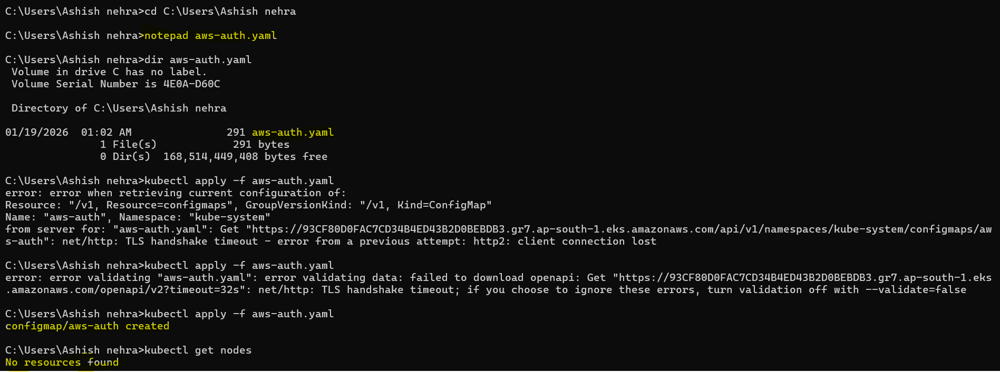 C:\Users\Ashish nehra>cd C:\Users\Ashish nehra
C:\Users\Ashish nehra>notepad aws-auth.yaml
C:\Users\Ashish nehra>dir aws-auth.yaml
 Volume in drive C has no label.
 Volume Serial Number is 4E0A-D60C
 Directory of C:\Users\Ashish nehra
01/19/2026  01:02 AM               291 aws-auth.yaml
               1 File(s)            291 bytes
               0 Dir(s)  168,514,449,408 bytes free
C:\Users\Ashish nehra>kubectl apply -f aws-auth.yaml
error: error when retrieving current configuration of:
Resource: "/v1, Resource=configmaps", GroupVersionKind: "/v1, Kind=ConfigMap"
Name: "aws-auth", Namespace: "kube-system"
from server for: "aws-auth.yaml": Get "https://93CF80D0FAC7CD34B4ED43B2D0BEBDB3.gr7.ap-south-1.eks.amazonaws.com/api/v1/namespaces/kube-system/configmaps/aw
s-auth": net/http: TLS handshake timeout - error from a previous attempt: http2: client connection lost
C:\Users\Ashish nehra>kubectl apply -f aws-auth.yaml
error: error validating "aws-auth.yaml": error validating data: failed to download openapi: Get "https://93CF80D0FAC7CD34B4ED43B2D0BEBDB3.gr7.ap-south-1.eks
.amazonaws.com/openapi/v2?timeout=32s": net/http: TLS handshake timeout; if you choose to ignore these errors, turn validation off with --validate=false
C:\Users\Ashish nehra>kubectl apply -f aws-auth.yaml
configmap/aws-auth created
C:\Users\Ashish nehra>kubectl get nodes
No resources found